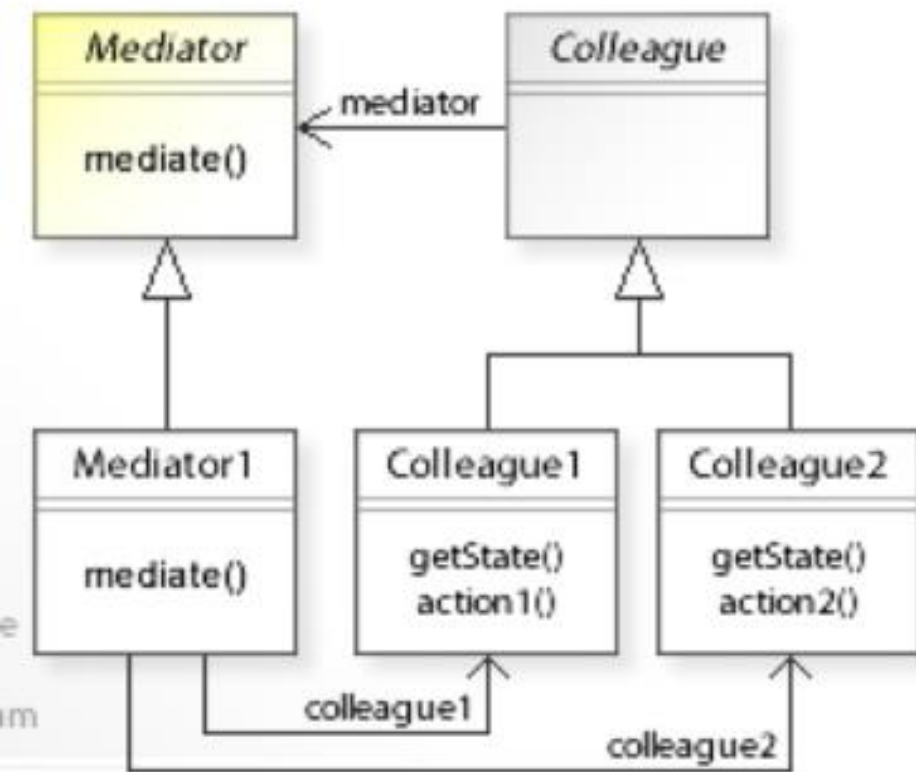 Mediator
mediate()
mediator
Colleague
Mediator1
mediate()
Colleague1
getState()
action1()
Colleague2
getState()
action2()
colleague1
colleague2